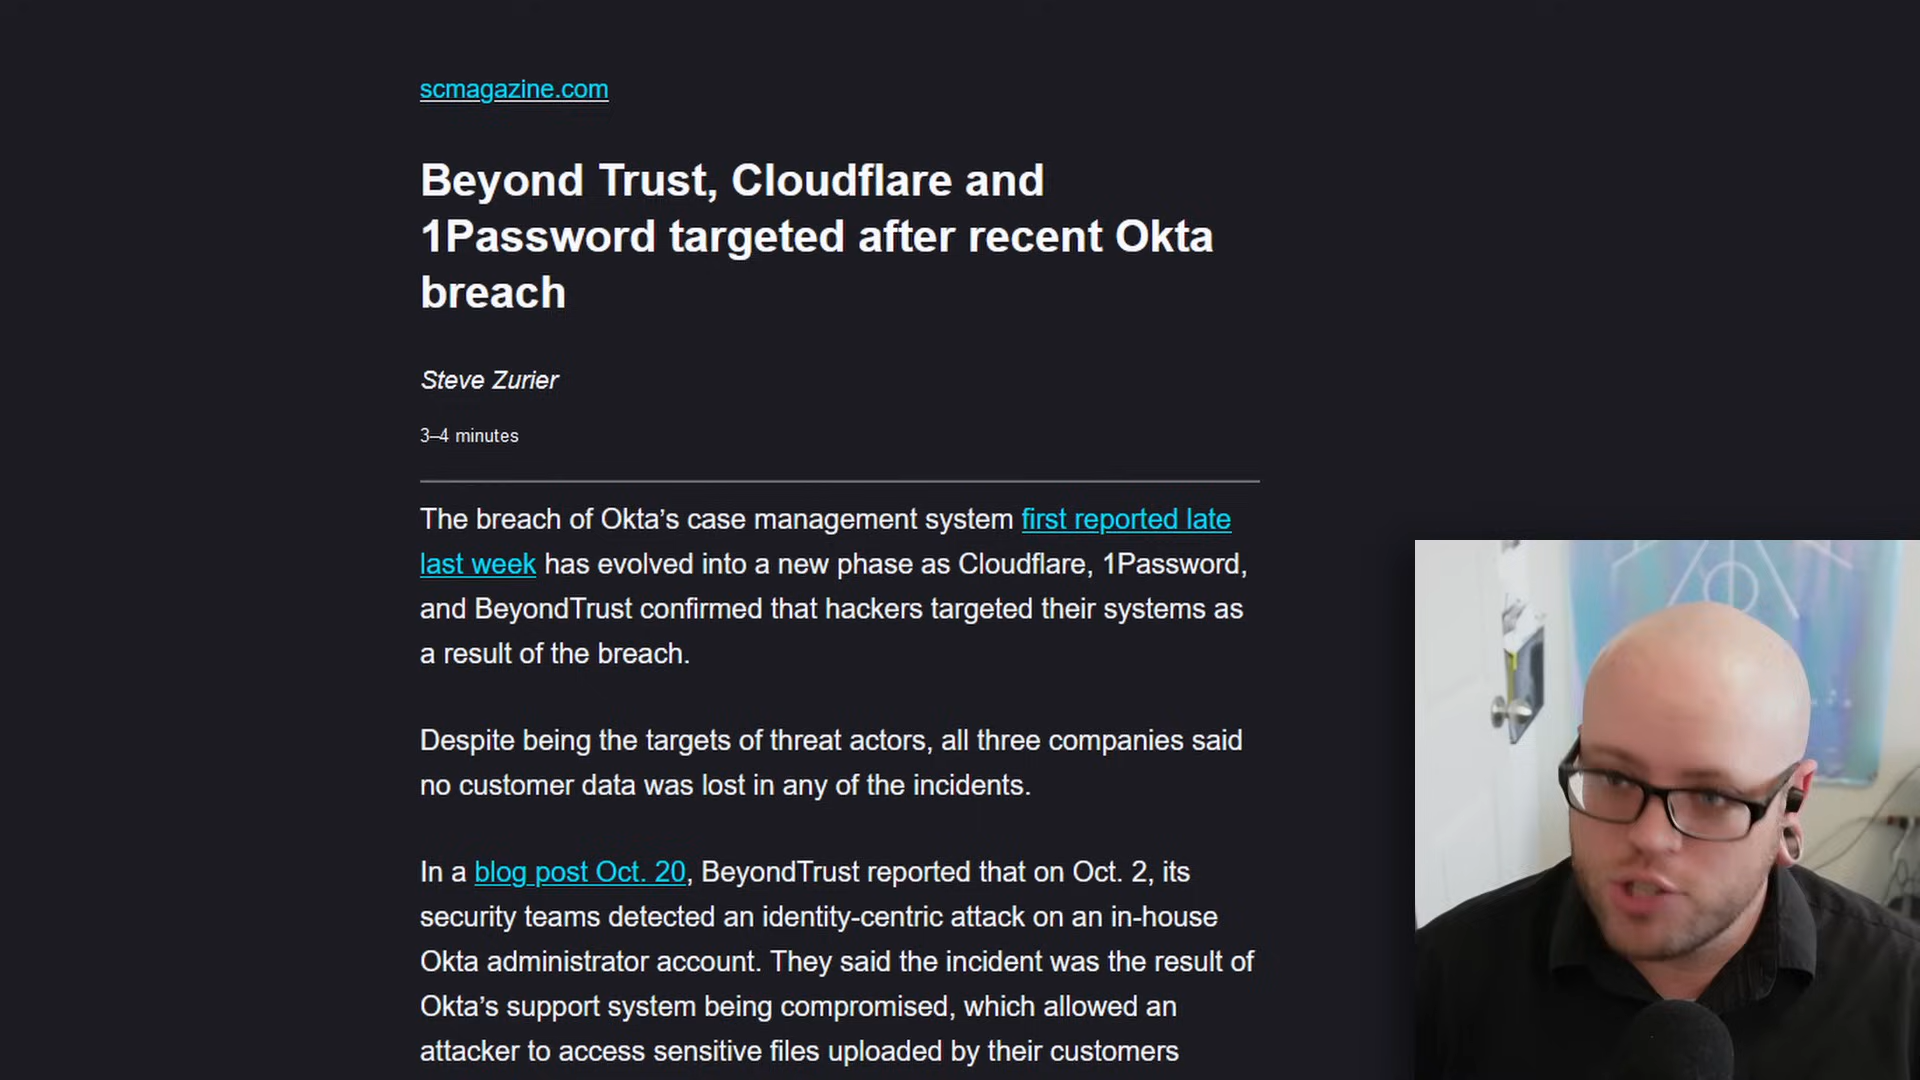 scmagazine.com
Beyond Trust, Cloudflare and
1Password targeted after recent Okta
breach
Steve Zurier
3–4 minutes
The breach of Okta’s case management system first reported late
last week has evolved into a new phase as Cloudflare, 1Password,
and BeyondTrust confirmed that hackers targeted their systems as
a result of the breach.
Despite being the targets of threat actors, all three companies said
no customer data was lost in any of the incidents.
In a blog post Oct. 20, BeyondTrust reported that on Oct. 2, its
security teams detected an identity-centric attack on an in-house
Okta administrator account. They said the incident was the result of
Okta’s support system being compromised, which allowed an
attacker to access sensitive files uploaded by their customers